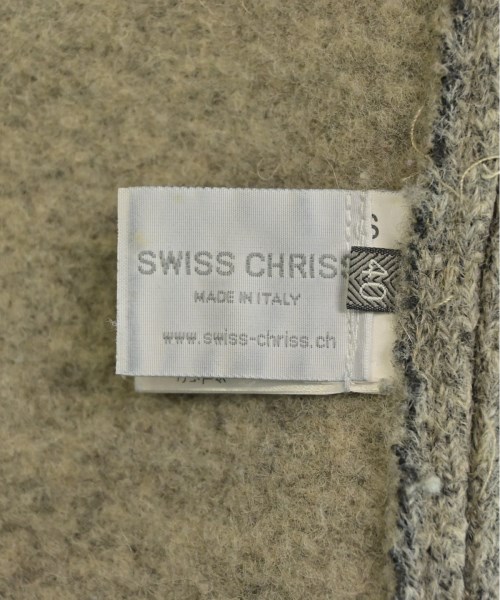 SWISS CHRISS
MADE IN ITALY
www.swiss-chriss.ch
40